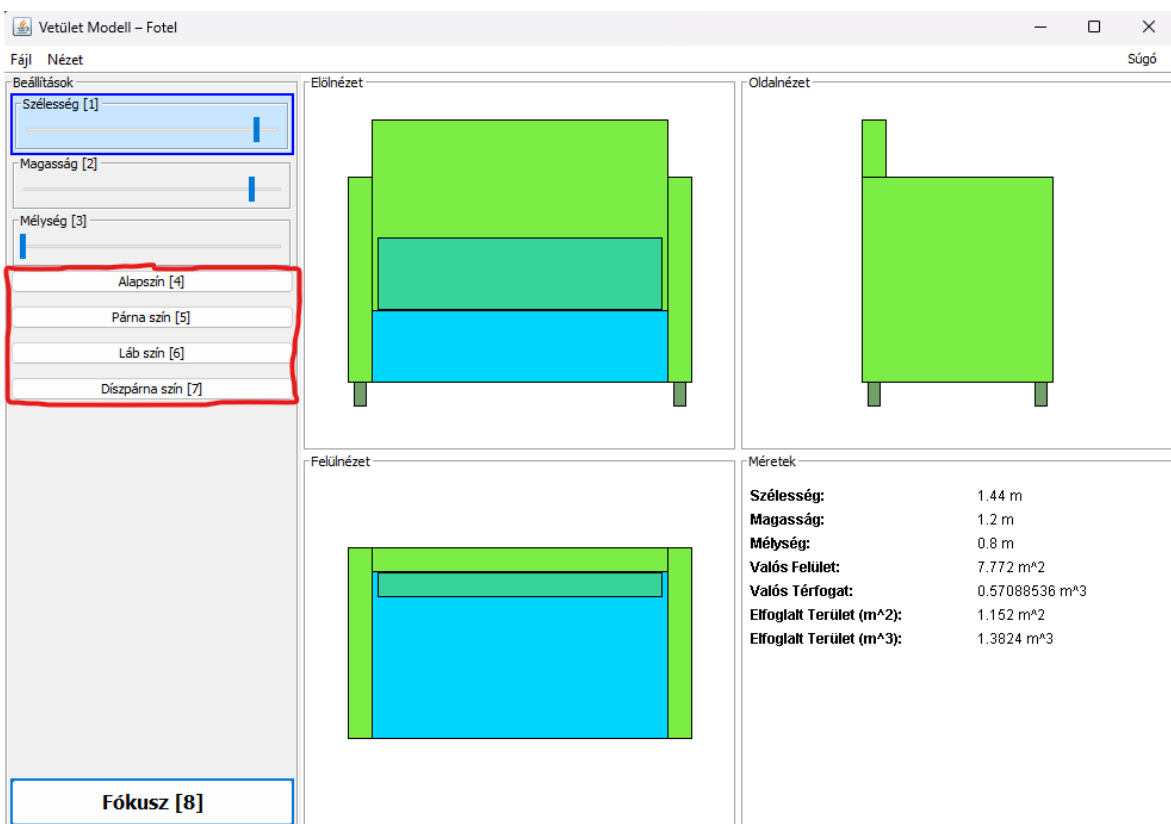 Vetület Modell – Fotel
Fájl Nézet Súgó
Beállítások
Szélesség [1]
Magasság [2]
Mélység [3]
Alapszín [4]
Párna szín [5]
Láb szín [6]
Díszpárna szín [7]
Fókusz [8]
Elölnézet
Oldalnézet
Felülnézet
Méretek
Szélesség: 1.44 m
Magasság: 1.2 m
Mélység: 0.8 m
Valós Felület: 7.772 m^2
Valós Térfogat: 0.57088536 m^3
Elfoglalt Terület (m^2): 1.152 m^2
Elfoglalt Terület (m^3): 1.3824 m^3